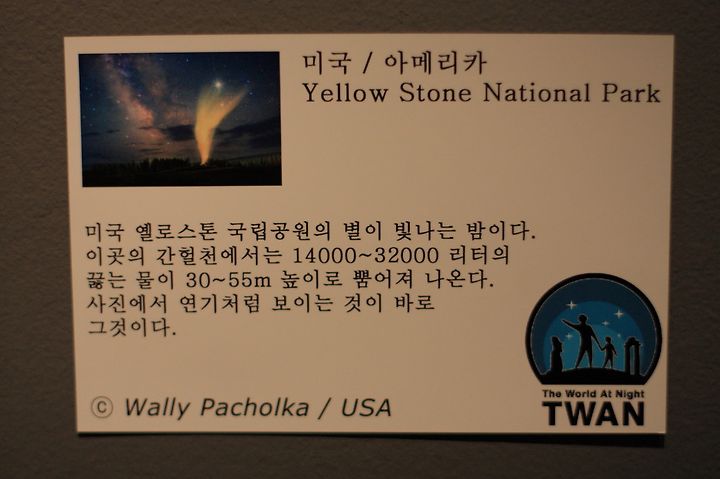 미국 / 아메리카
Yellow Stone National Park
미국 옐로스톤 국립공원의 별이 빛나는 밤이다.
이곳의 간헐천에서는 14000~32000 리터의
끓는 물이 30~55m 높이로 뿜어져 나온다.
사진에서 연기처럼 보이는 것이 바로
그것이다.
ⓒ Wally Pacholka / USA
The World At Night
TWAN